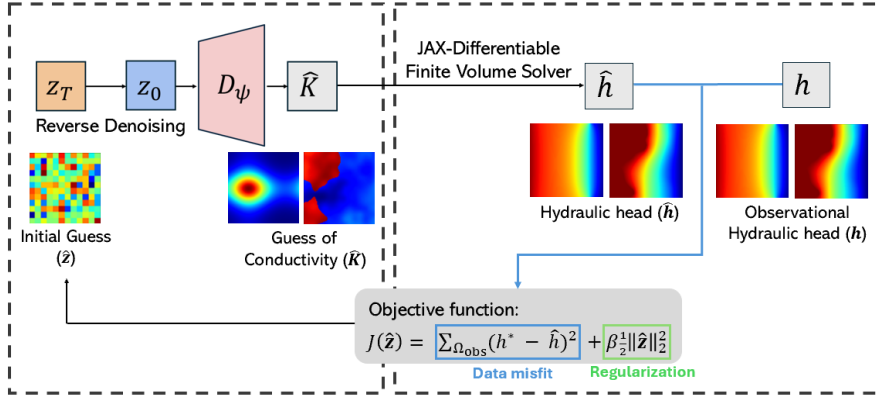 z_T
z_0
D_ψ
K̂
JAX-Differentiable
Finite Volume Solver
ĥ
h
Reverse Denoising
Initial Guess
(ẑ)
Guess of
Conductivity (K̂)
Hydraulic head (ĥ)
Observational
Hydraulic head (h)
Objective function:
J(ẑ) = ∑_Ω_obs (h* − ĥ)² + β½‖ẑ‖₂²
Data misfit
Regularization